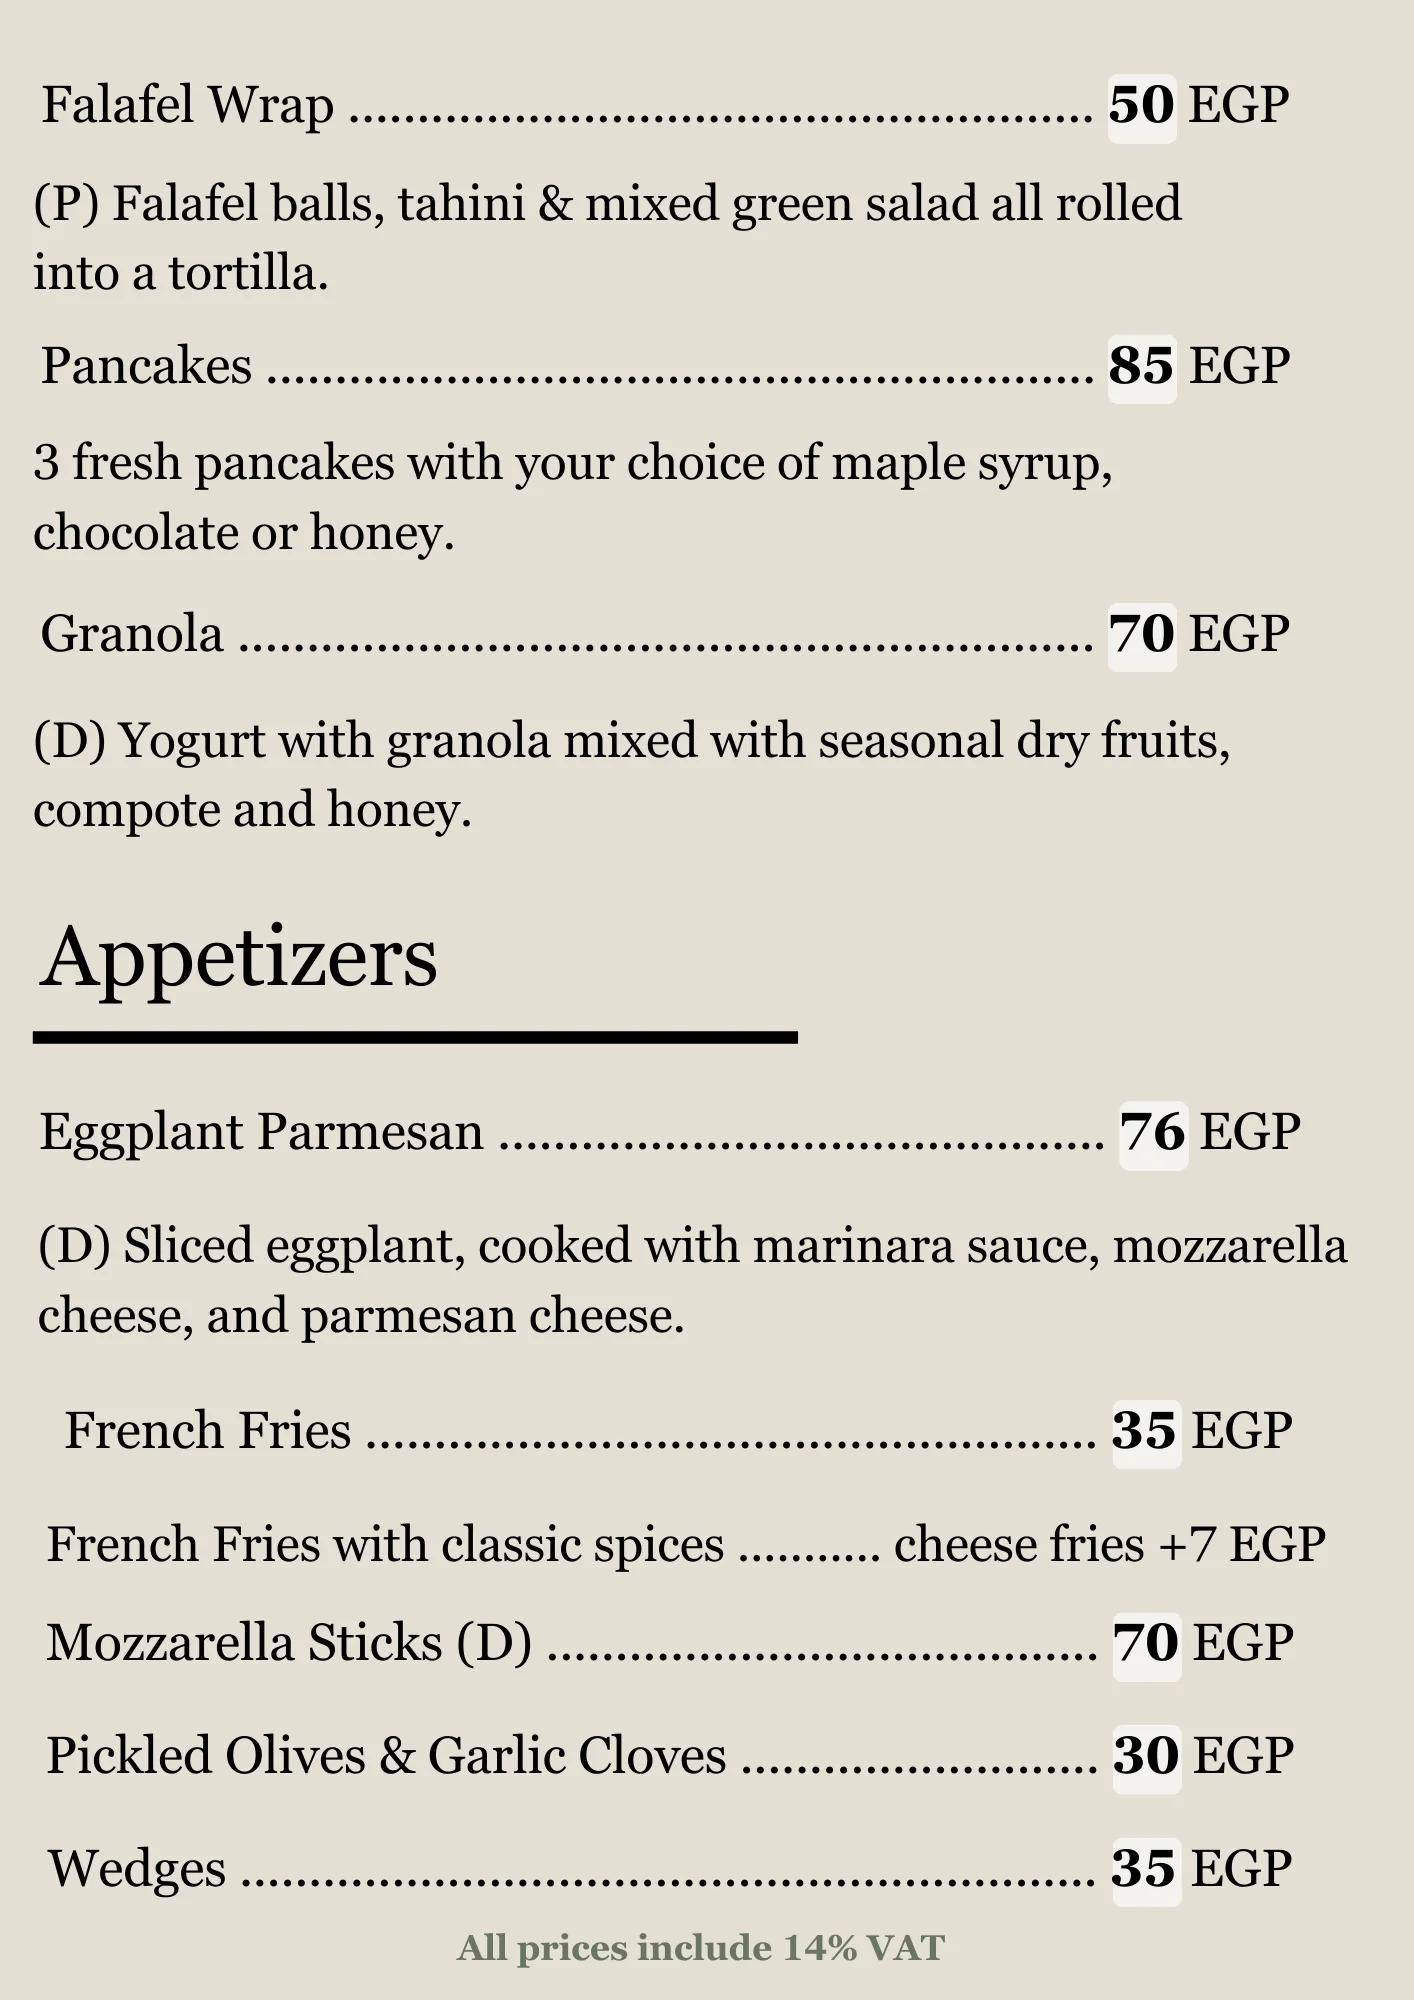 Falafel Wrap ...................................................... 50 EGP
(P) Falafel balls, tahini & mixed green salad all rolled
into a tortilla.
Pancakes ............................................................ 85 EGP
3 fresh pancakes with your choice of maple syrup,
chocolate or honey.
Granola .............................................................. 70 EGP
(D) Yogurt with granola mixed with seasonal dry fruits,
compote and honey.
Appetizers
Eggplant Parmesan ............................................ 76 EGP
(D) Sliced eggplant, cooked with marinara sauce, mozzarella
cheese, and parmesan cheese.
French Fries ..................................................... 35 EGP
French Fries with classic spices ........... cheese fries +7 EGP
Mozzarella Sticks (D) ........................................ 70 EGP
Pickled Olives & Garlic Cloves .......................... 30 EGP
Wedges .............................................................. 35 EGP
All prices include 14% VAT